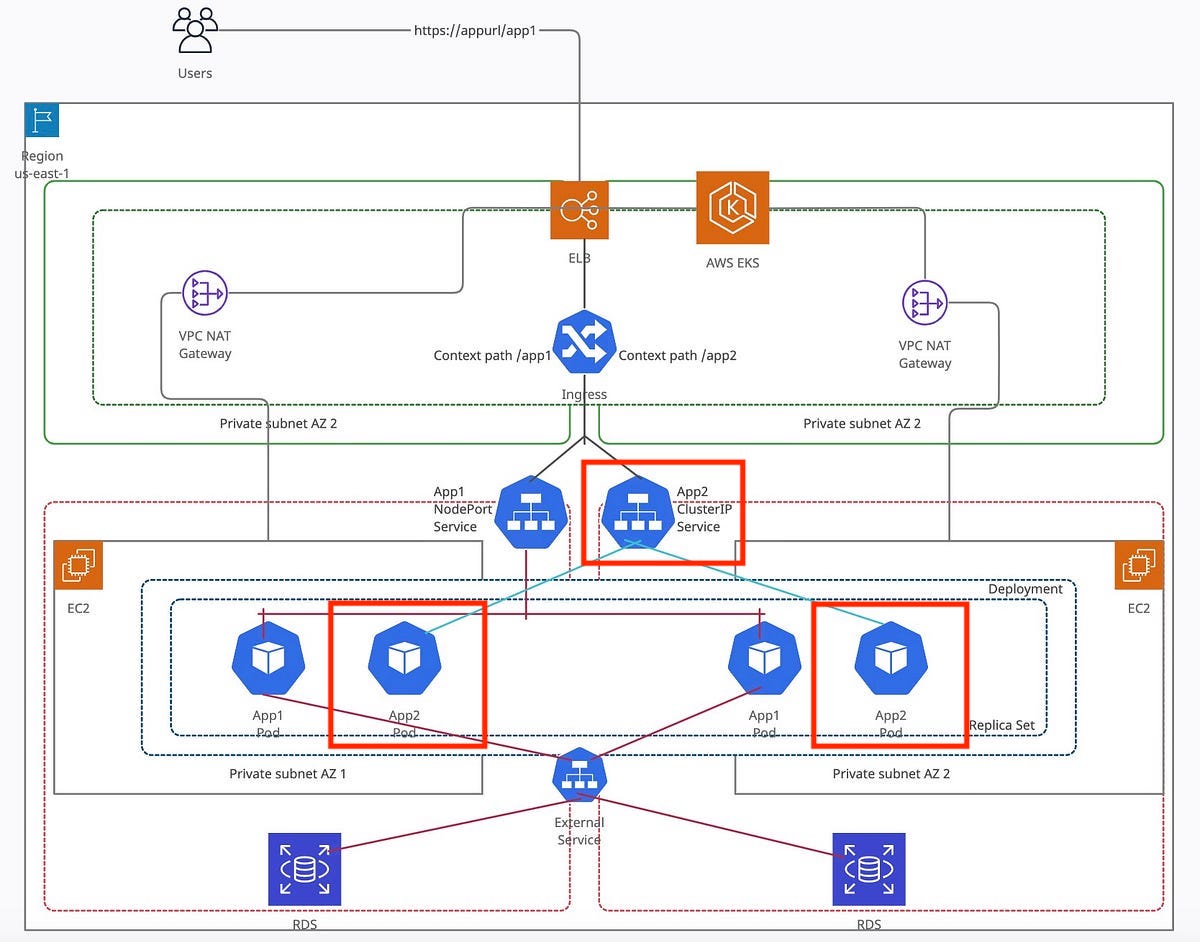 https://appurl/app1
Users
Region
us-east-1
ELB
AWS EKS
VPC NAT
Gateway
VPC NAT
Gateway
Context path /app1
Context path /app2
Ingress
Private subnet AZ 2
Private subnet AZ 2
App1
NodePort
Service
App2
ClusterIP
Service
EC2
Deployment
EC2
App1
Pod
App2
Pod
App1
Pod
App2
Pod
Replica Set
Private subnet AZ 1
Private subnet AZ 2
External
Service
RDS
RDS